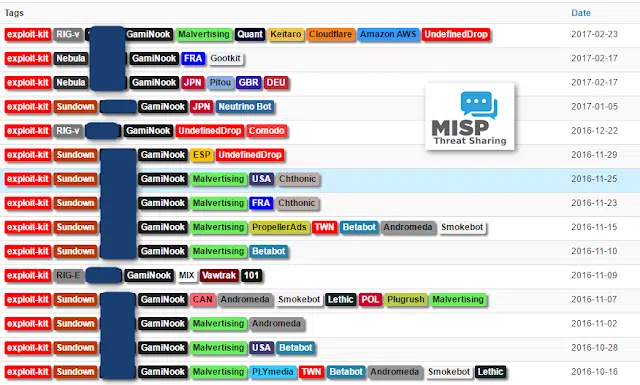 Tags Date
exploit-kit RIG-v GamiNook Malvertising Quant Keitaro Cloudflare Amazon AWS UndefinedDrop 2017-02-23
exploit-kit Nebula GamiNook FRA Gootkit 2017-02-17
exploit-kit Nebula GamiNook JPN Pitou GBR DEU 2017-02-17
exploit-kit Sundown GamiNook JPN Neutrino Bot 2017-01-05
exploit-kit RIG-v GamiNook UndefinedDrop Comodo 2016-12-22
exploit-kit Sundown GamiNook ESP UndefinedDrop 2016-11-29
exploit-kit Sundown GamiNook Malvertising USA Chthonic 2016-11-25
exploit-kit Sundown GamiNook Malvertising FRA Chthonic 2016-11-23
exploit-kit Sundown GamiNook Malvertising PropellerAds TWN Betabot Andromeda Smokebot 2016-11-15
exploit-kit Sundown GamiNook Malvertising Betabot 2016-11-10
exploit-kit RIG-E GamiNook MIX Vawtrak 101 2016-11-09
exploit-kit Sundown GamiNook CAN Andromeda Smokebot Lethic POL Plugrush Malvertising 2016-11-07
exploit-kit Sundown GamiNook Malvertising Andromeda 2016-11-02
exploit-kit Sundown GamiNook Malvertising USA Betabot 2016-10-28
exploit-kit Sundown GamiNook Malvertising PLYmedia TWN Betabot Andromeda Smokebot Lethic 2016-10-16
MISP
Threat Sharing